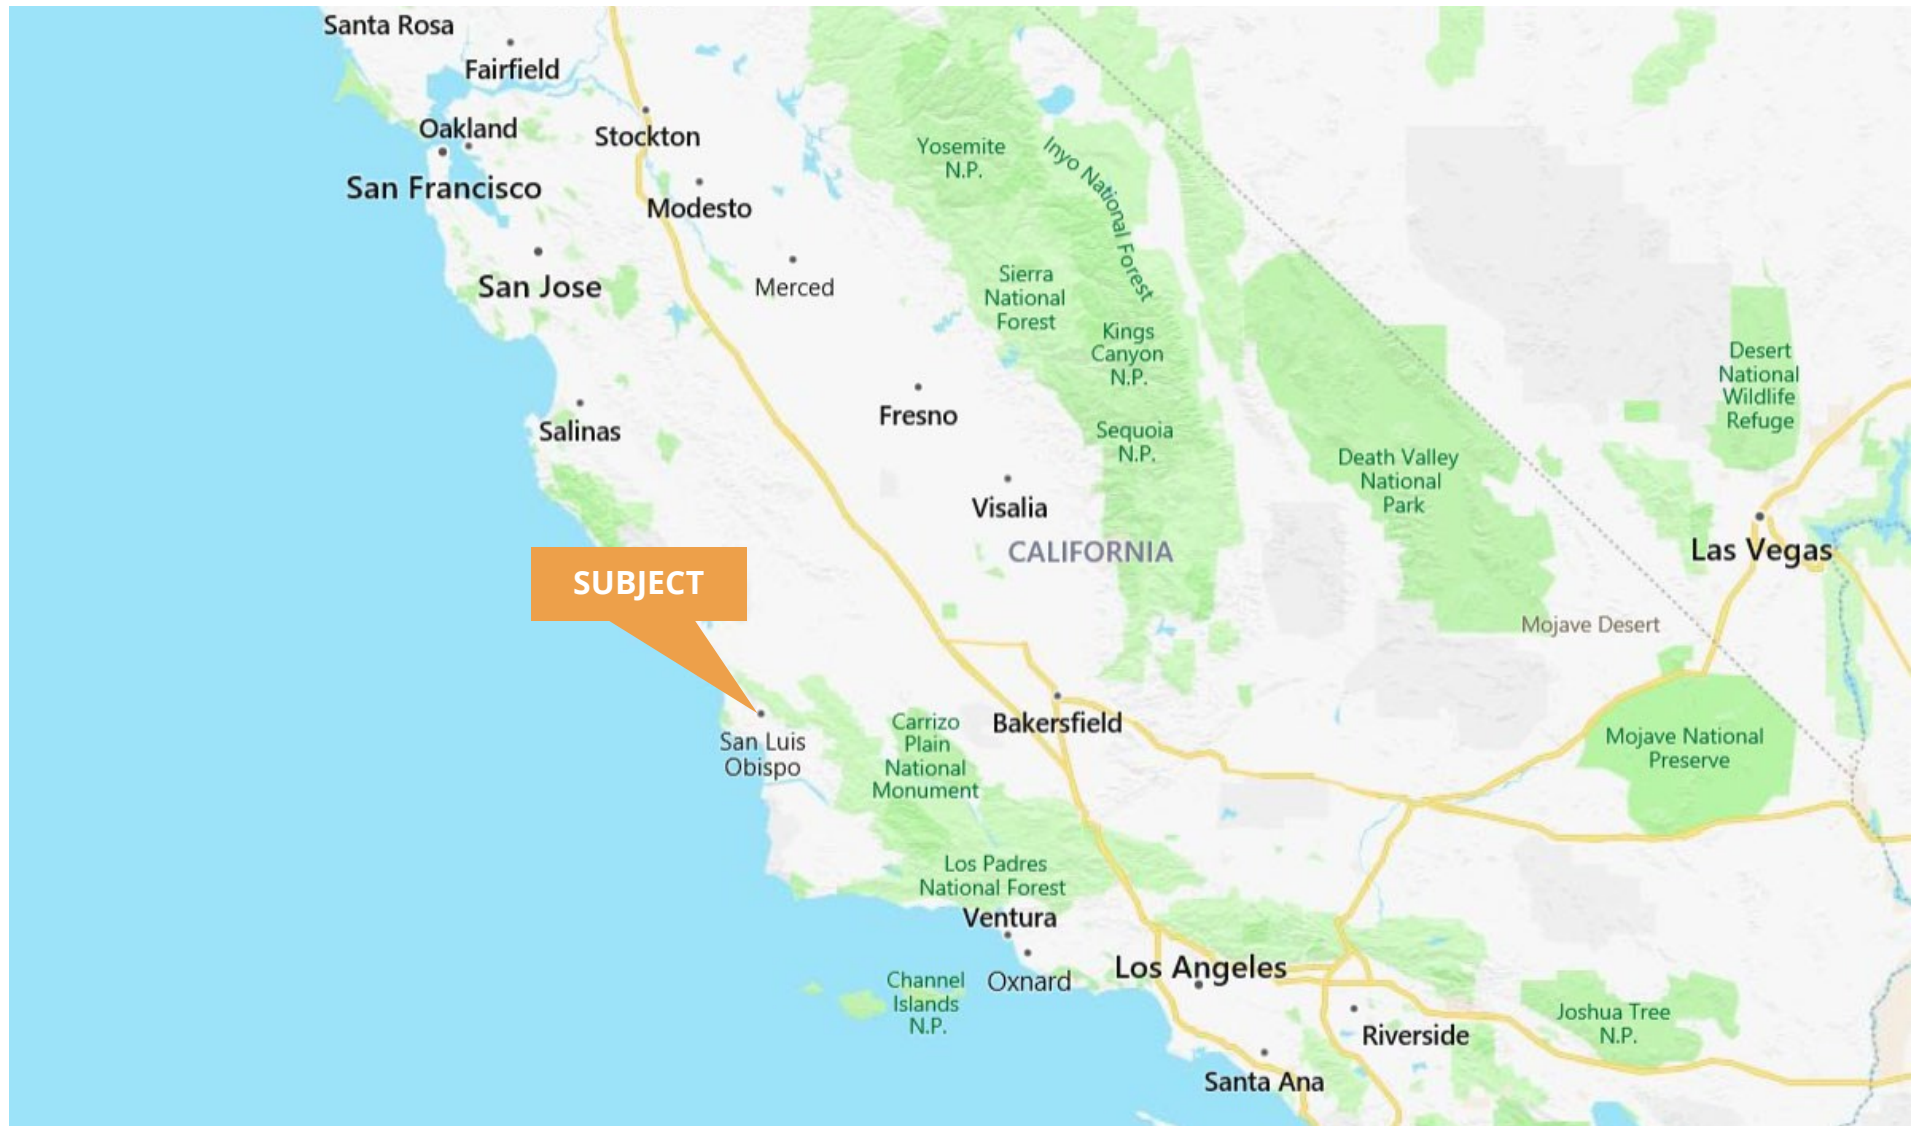 Santa Rosa
Fairfield
Oakland
Stockton
San Francisco
Modesto
San Jose
Merced
Yosemite
N.P.
Inyo National Forest
Sierra
National
Forest
Kings
Canyon
N.P.
Desert
National
Wildlife
Refuge
Salinas
Fresno
Sequoia
N.P.
Death Valley
National
Park
Visalia
CALIFORNIA
Las Vegas
SUBJECT
Mojave Desert
San Luis
Obispo
Carrizo
Plain
National
Monument
Bakersfield
Mojave National
Preserve
Los Padres
National Forest
Ventura
Channel
Islands
N.P.
Oxnard
Los Angeles
Riverside
Joshua Tree
N.P.
Santa Ana